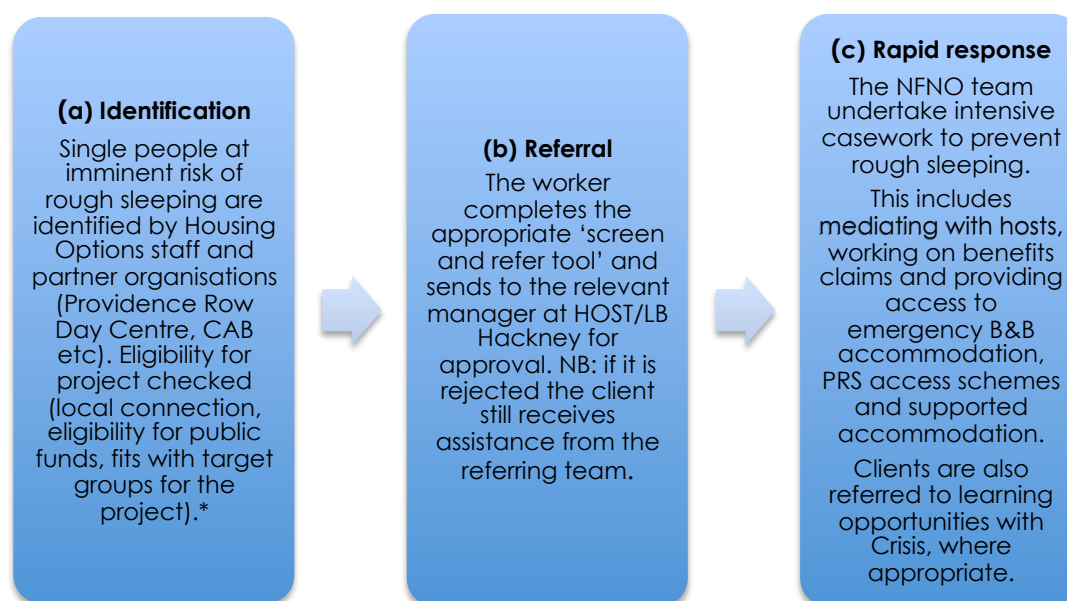 (a) Identification
Single people at
imminent risk of
rough sleeping are
identified by Housing
Options staff and
partner organisations
(Providence Row
Day Centre, CAB
etc). Eligibility for
project checked
(local connection,
eligibility for public
funds, fits with target
groups for the
project).*
(b) Referral
The worker
completes the
appropriate ‘screen
and refer tool’ and
sends to the relevant
manager at HOST/LB
Hackney for
approval. NB: if it is
rejected the client
still receives
assistance from the
referring team.
(c) Rapid response
The NFNO team
undertake intensive
casework to prevent
rough sleeping.
This includes
mediating with hosts,
working on benefits
claims and providing
access to
emergency B&B
accommodation,
PRS access schemes
and supported
accommodation.
Clients are also
referred to learning
opportunities with
Crisis, where
appropriate.